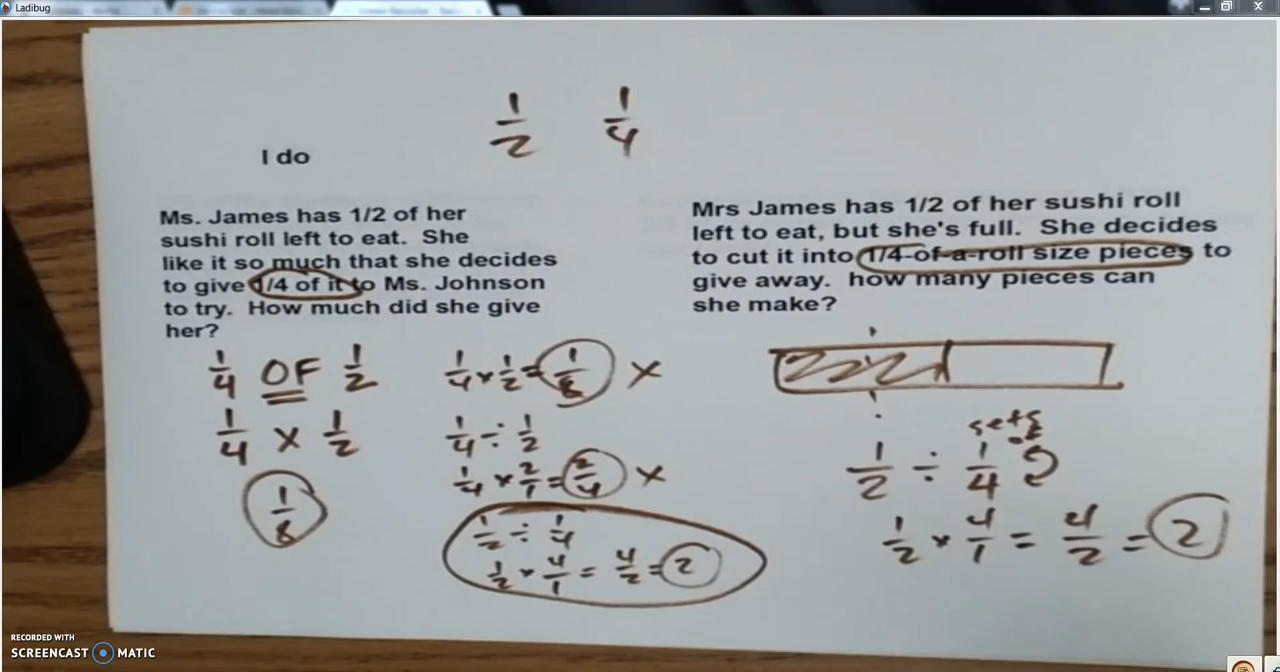 Ladibug
1/2 1/4
I do
Ms. James has 1/2 of her
sushi roll left to eat. She
like it so much that she decides
to give 1/4 of it to Ms. Johnson
to try. How much did she give
her?
1/4 OF 1/2
1/4 x 1/2
1/8
1/4 x 1/2 = 1/8 x
1/4 ÷ 1/2
1/4 x 2/1 = 2/4 x
1/2 ÷ 1/4
1/2 x 4/1 = 4/2 = 2
Mrs James has 1/2 of her sushi roll
left to eat, but she's full. She decides
to cut it into 1/4-of-a-roll size pieces to
give away. how many pieces can
she make?
sets
1/2 ÷ 1/4
1/2 x 4/1 = 4/2 = 2
RECORDED WITH
SCREENCAST MATIC